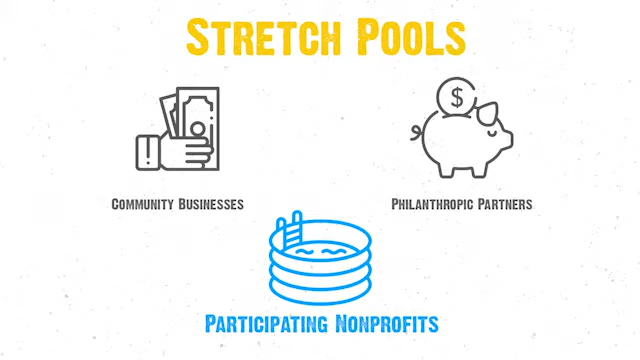 Stretch Pools
$
Community Businesses
Philanthropic Partners
Participating Nonprofits